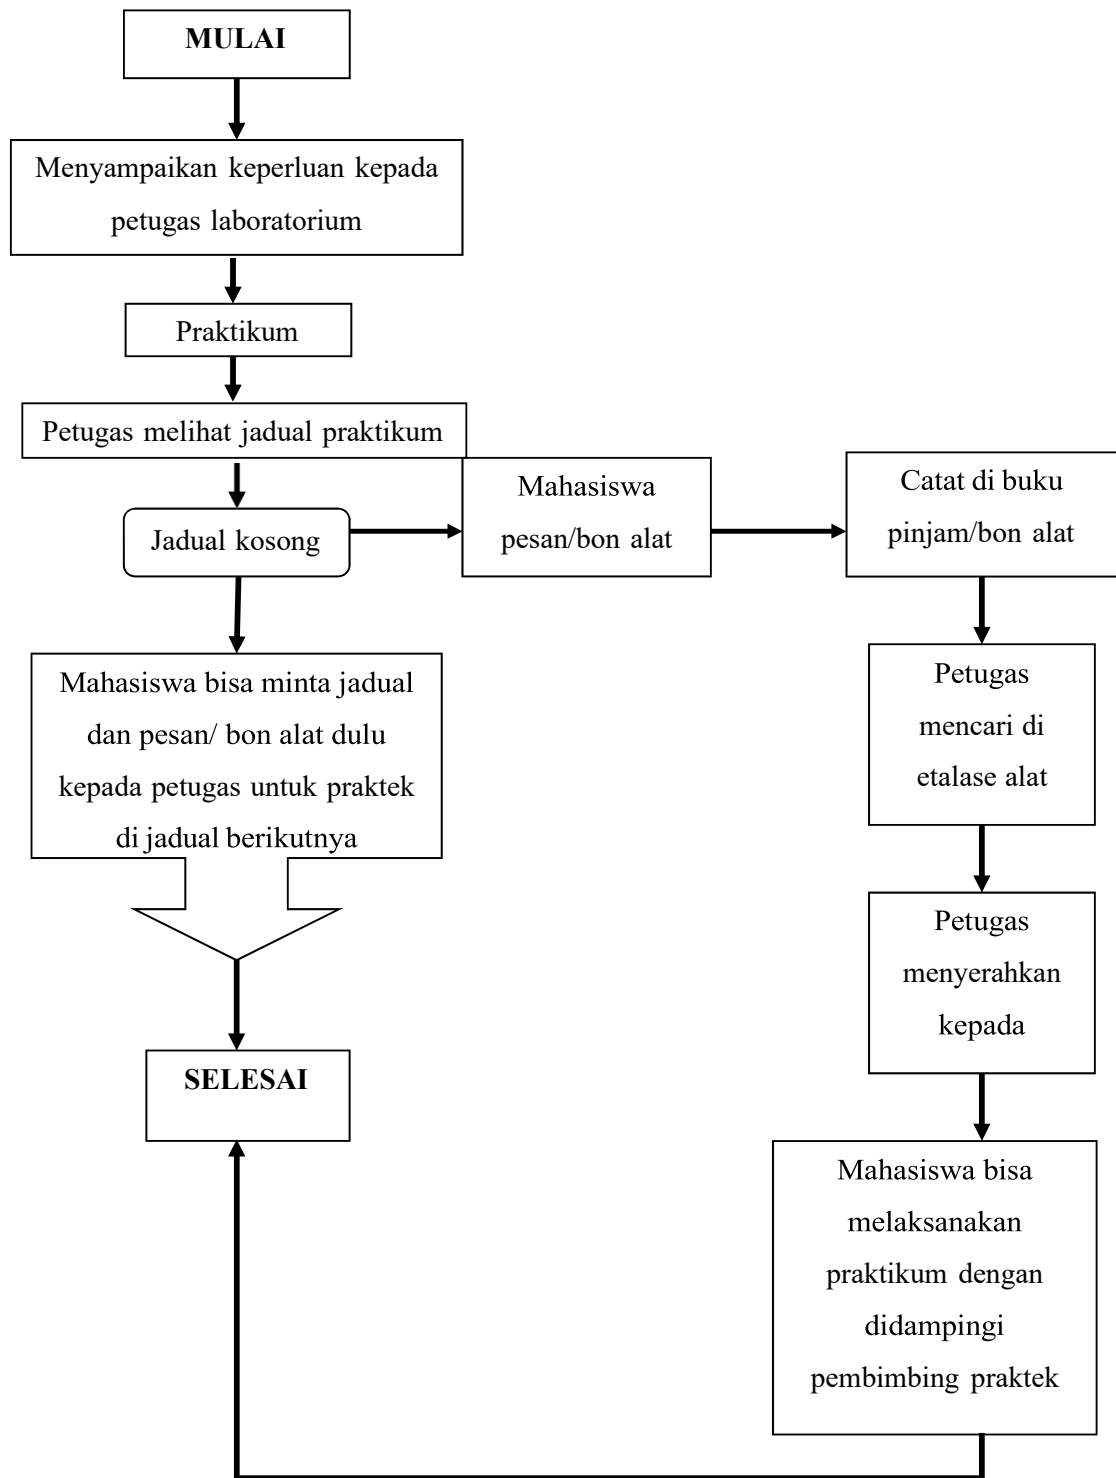 MULAI
Menyampaikan keperluan kepada
petugas laboratorium
Praktikum
Petugas melihat jadual praktikum
Jadual kosong
Mahasiswa
pesan/bon alat
Catat di buku
pinjam/bon alat
Mahasiswa bisa minta jadual
dan pesan/ bon alat dulu
kepada petugas untuk praktek
di jadual berikutnya
Petugas
mencari di
etalase alat
Petugas
menyerahkan
kepada
SELESAI
Mahasiswa bisa
melaksanakan
praktikum dengan
didampingi
pembimbing praktek